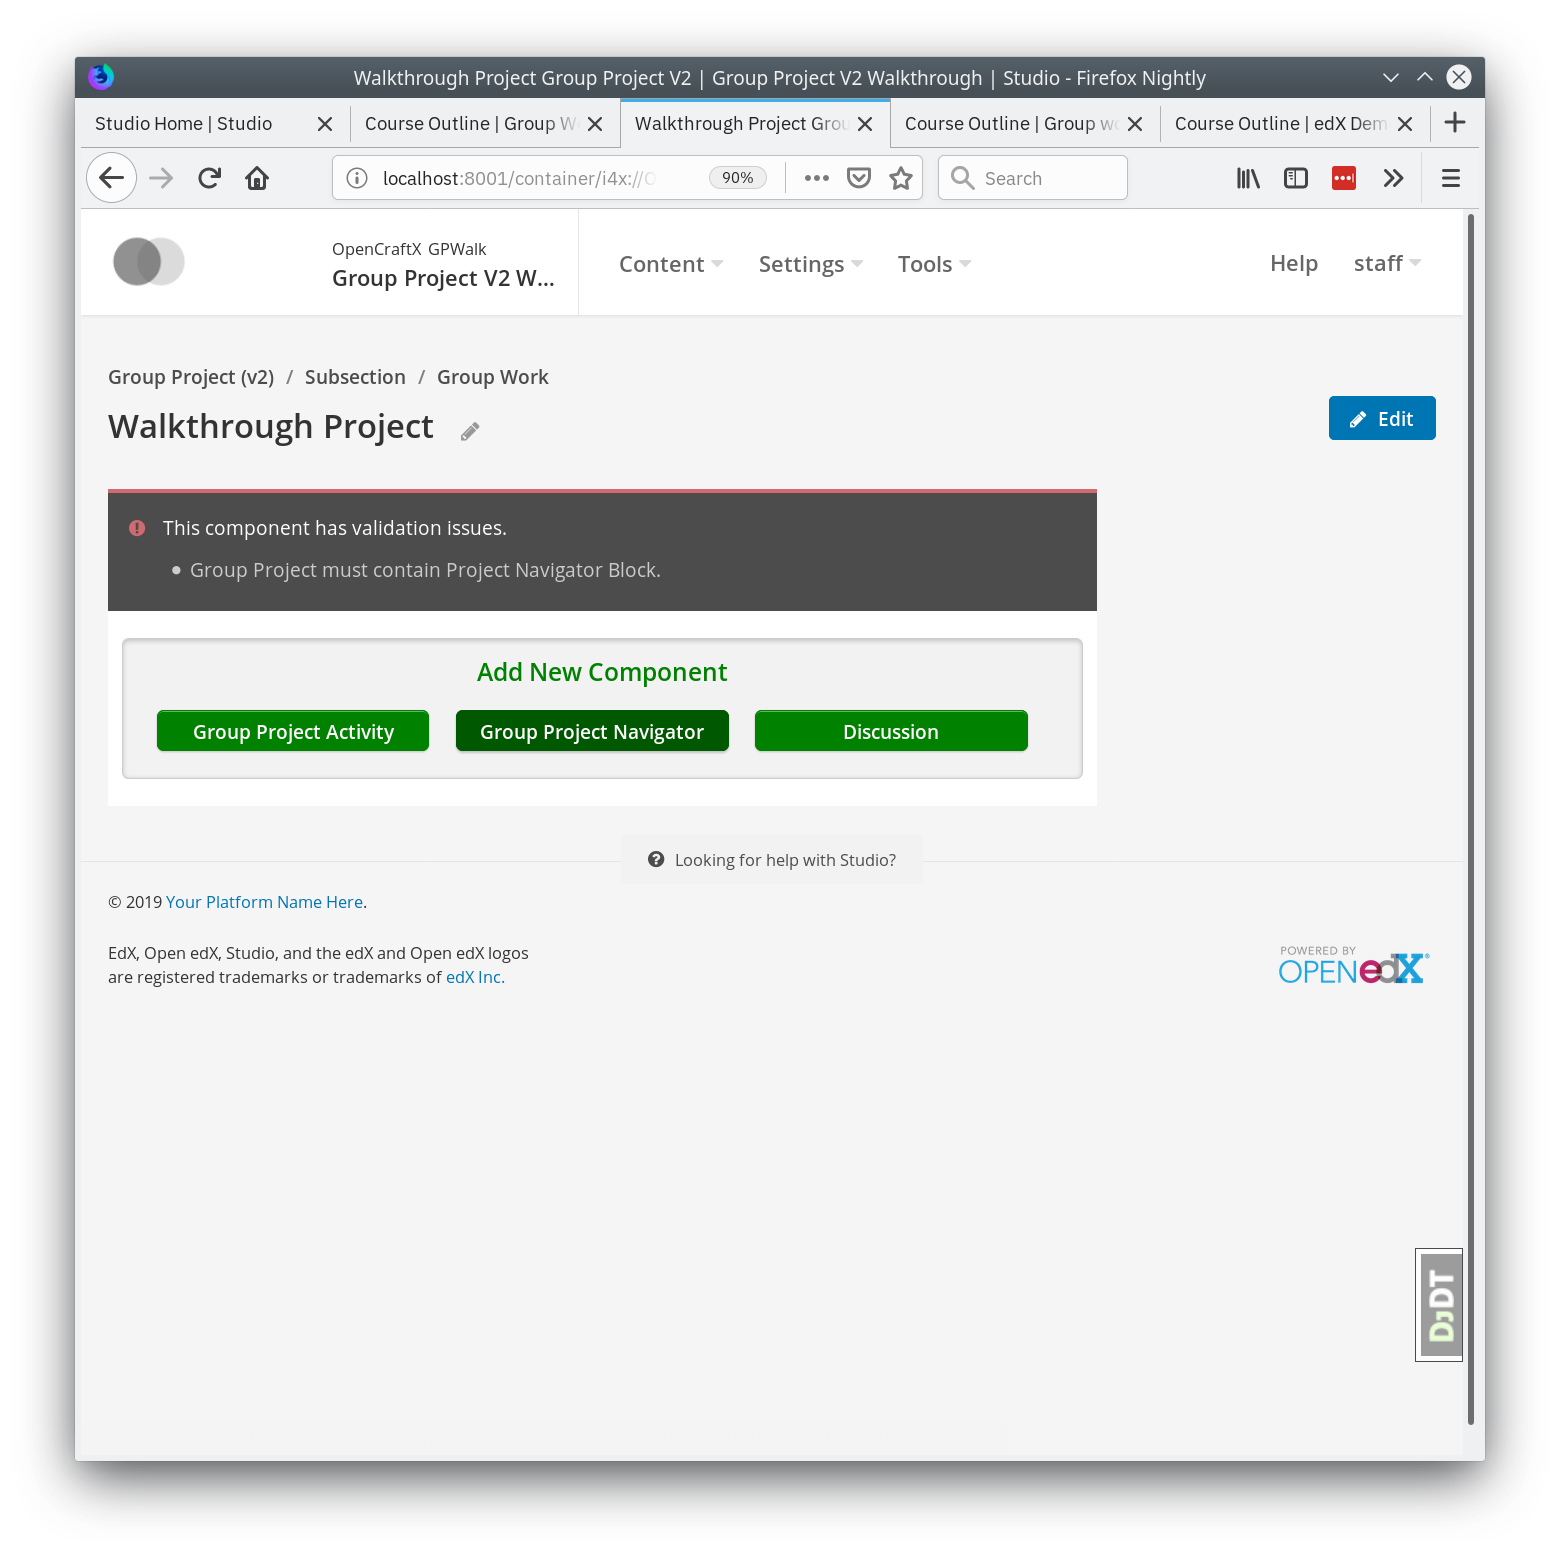 Walkthrough Project Group Project V2 | Group Project V2 Walkthrough | Studio - Firefox Nightly
Studio Home | Studio
Course Outline | Group W
Walkthrough Project Grou
Course Outline | Group wo
Course Outline | edX Dem
localhost:8001/container/i4x://O
90%
Search
OpenCraftX GPWalk
Group Project V2 W...
Content
Settings
Tools
Help
staff
Group Project (v2) / Subsection / Group Work
Walkthrough Project
Edit
This component has validation issues.
• Group Project must contain Project Navigator Block.
Add New Component
Group Project Activity
Group Project Navigator
Discussion
Looking for help with Studio?
© 2019 Your Platform Name Here.
EdX, Open edX, Studio, and the edX and Open edX logos
are registered trademarks or trademarks of edX Inc.
POWERED BY
OPENedX®
DJDT